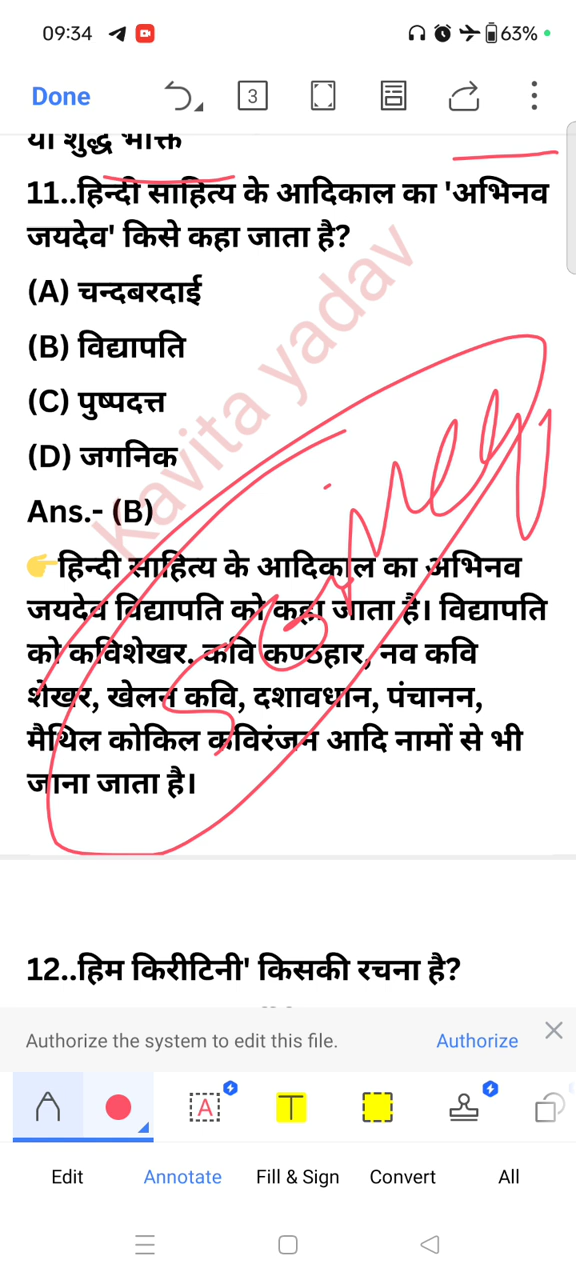 09:34
63%
Done
3
या शुद्ध भक्ति
11..हिन्दी साहित्य के आदिकाल का 'अभिनव
जयदेव' किसे कहा जाता है?
(A) चन्दबरदाई
(B) विद्यापति
(C) पुष्पदत्त
(D) जगनिक
Ans.- (B)
👉हिन्दी साहित्य के आदिकाल का अभिनव
जयदेव विद्यापति को कहा जाता है। विद्यापति
को कविशेखर. कवि कण्ठहार, नव कवि
शेखर, खेलन कवि, दशावधान, पंचानन,
मैथिल कोकिल कविरंजन आदि नामों से भी
जाना जाता है।
Kavita yadav
12..हिम किरीटिनी' किसकी रचना है?
Authorize the system to edit this file.
Authorize
A
T
Edit
Annotate
Fill & Sign
Convert
All